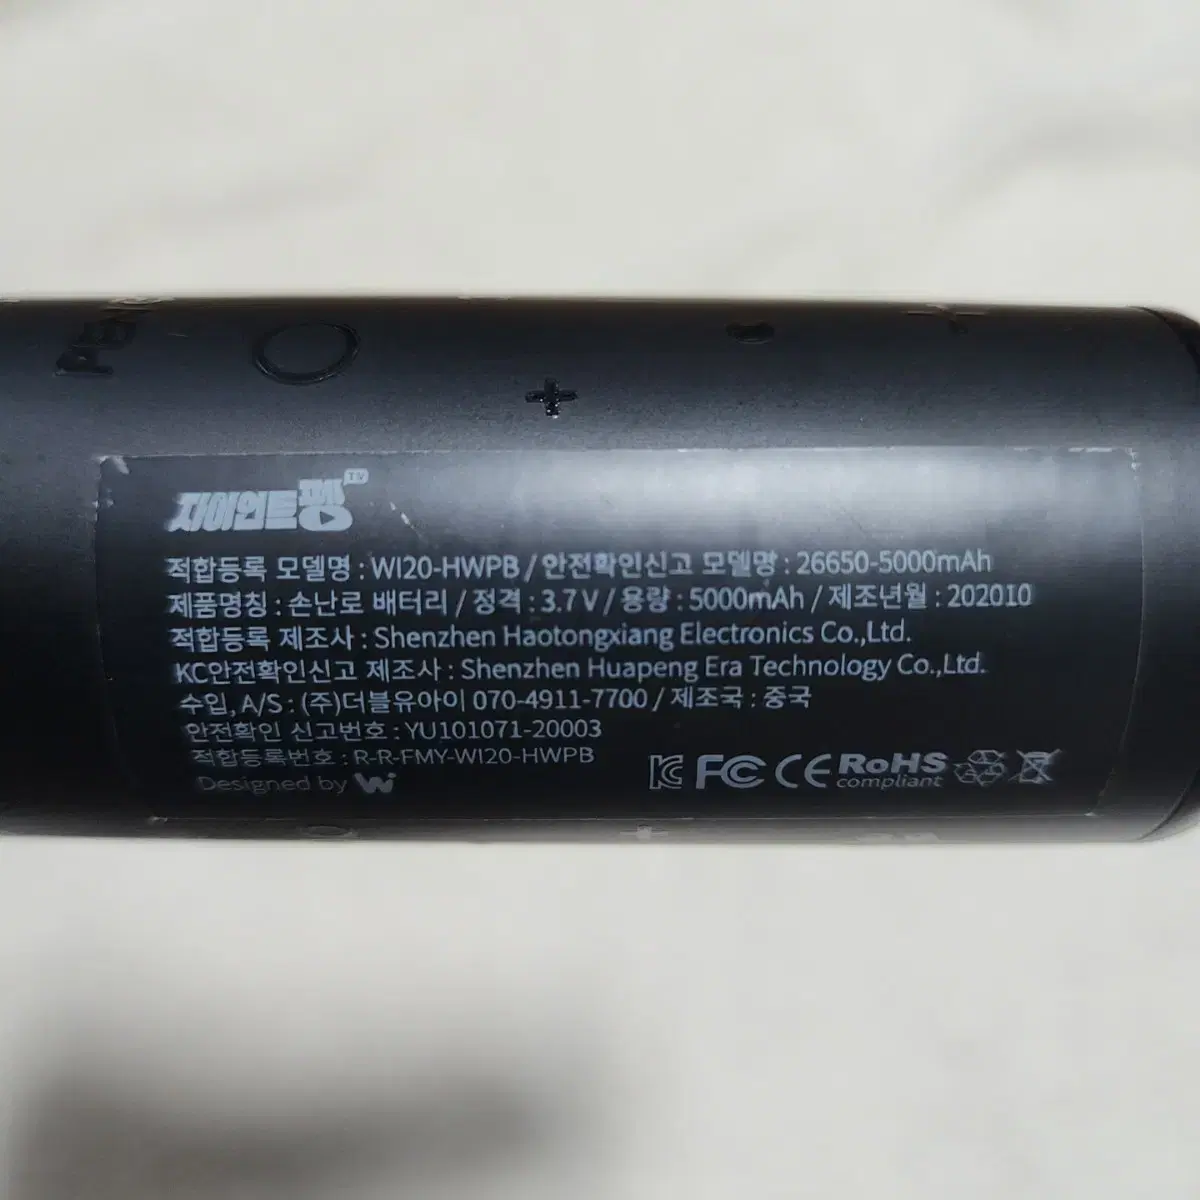 자이언트펭TV
적합등록 모델명 : WI20-HWPB / 안전확인신고 모델명 : 26650-5000mAh
제품명칭 : 손난로 배터리 / 정격 : 3.7V / 용량 : 5000mAh / 제조년월 : 202010
적합등록 제조사 : Shenzhen Haotongxiang Electronics Co.,Ltd.
KC안전확인신고 제조사 : Shenzhen Huapeng Era Technology Co.,Ltd.
수입, A/S : (주)더블유아이 070-4911-7700 / 제조국 : 중국
안전확인 신고번호 : YU101071-20003
적합등록번호 : R-R-FMY-WI20-HWPB
Designed by Wi
KC FC CE RoHS
compliant